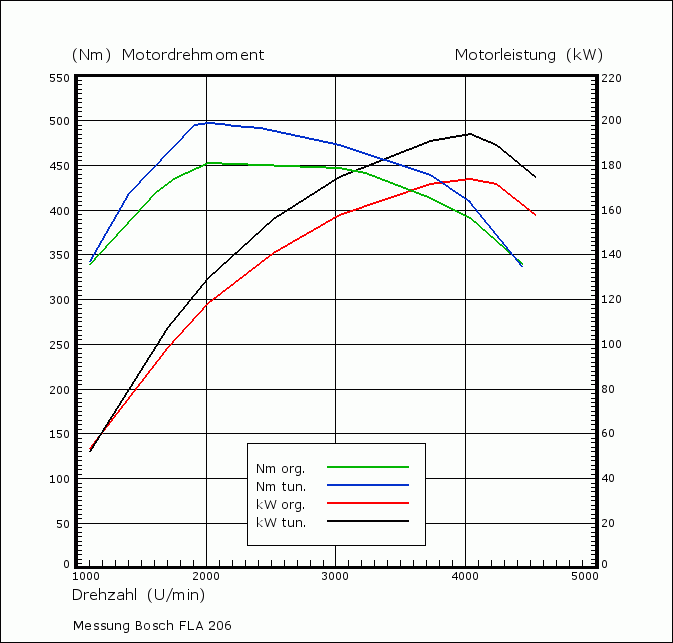 (Nm) Motordrehmoment Motorleistung (kW)
550 220
500 200
450 180
400 160
350 140
300 120
250 100
200 80
150 60
100 40
50 20
0 0
Nm org.
Nm tun.
kW org.
kW tun.
1000 2000 3000 4000 5000
Drehzahl (U/min)
Messung Bosch FLA 206